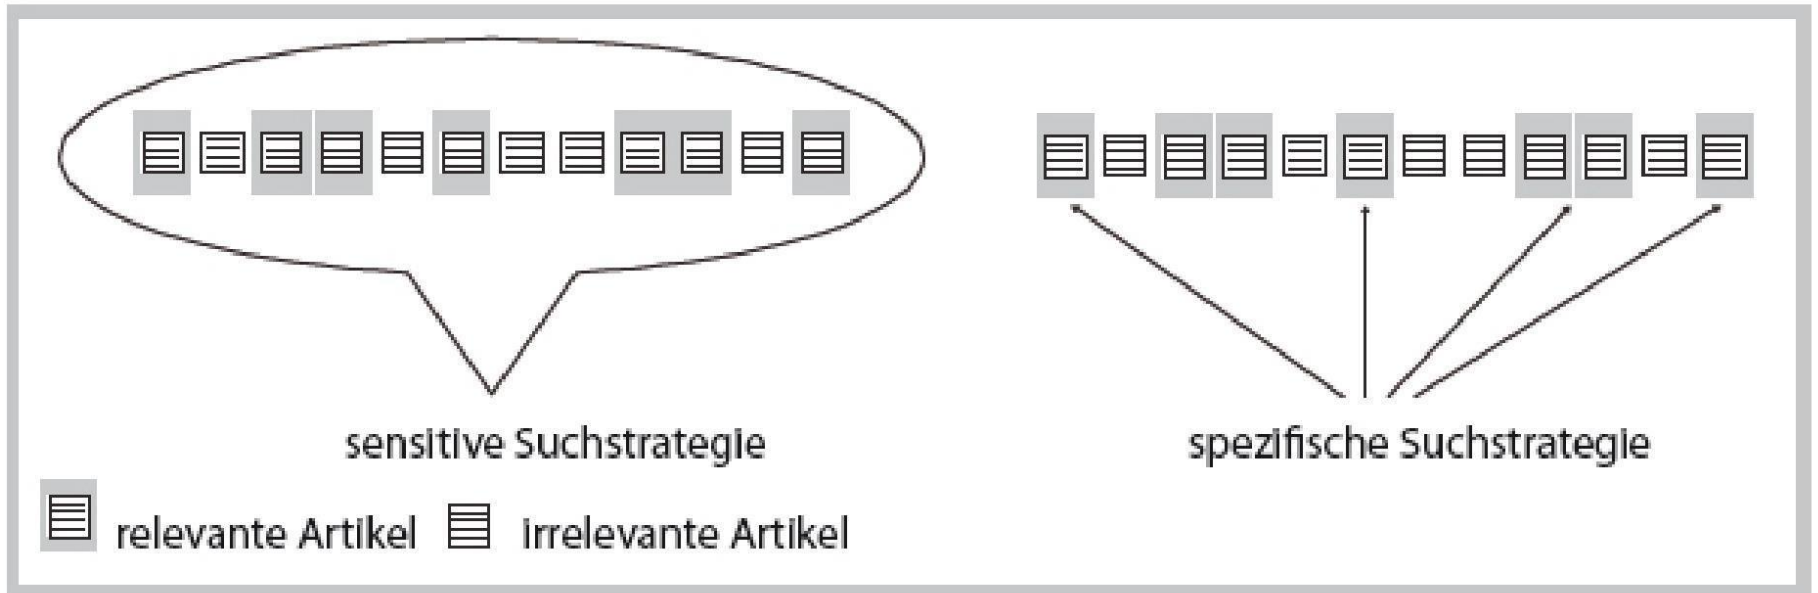 sensitive Suchstrategie
spezifische Suchstrategie
relevante Artikel
irrelevante Artikel